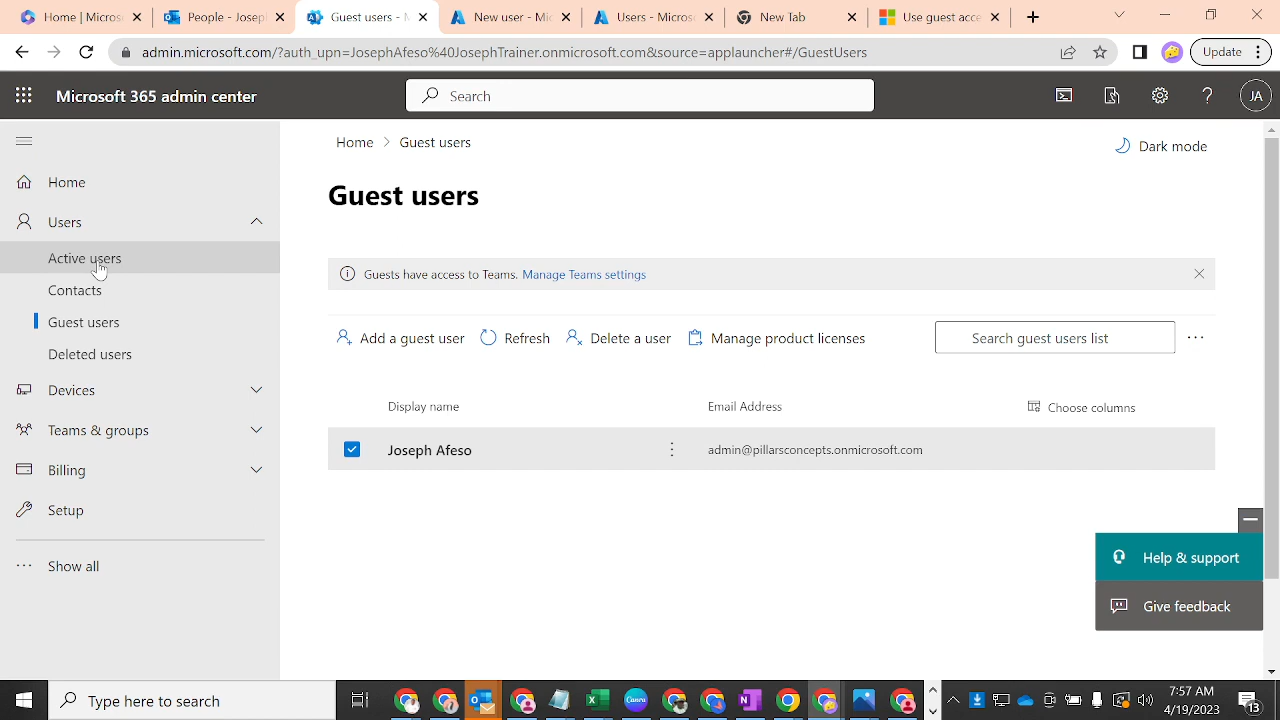 Home | Micros
People - Joseph
Guest users - M
New user - Mic
Users - Microso
New Tab
Use guest acce
admin.microsoft.com/?auth_upn=JosephAfeso%40JosephTrainer.onmicrosoft.com&source=applauncher#/GuestUsers
Update
Microsoft 365 admin center
Search
JA
Home
Users
Active users
Contacts
Guest users
Deleted users
Devices
Teams & groups
Billing
Setup
Show all
Home > Guest users
Dark mode
Guest users
Guests have access to Teams. Manage Teams settings
Add a guest user
Refresh
Delete a user
Manage product licenses
Search guest users list
Display name
Email Address
Choose columns
Joseph Afeso
admin@pillarsconcepts.onmicrosoft.com
Help & support
Give feedback
Type here to search
7:57 AM
4/19/2023
3